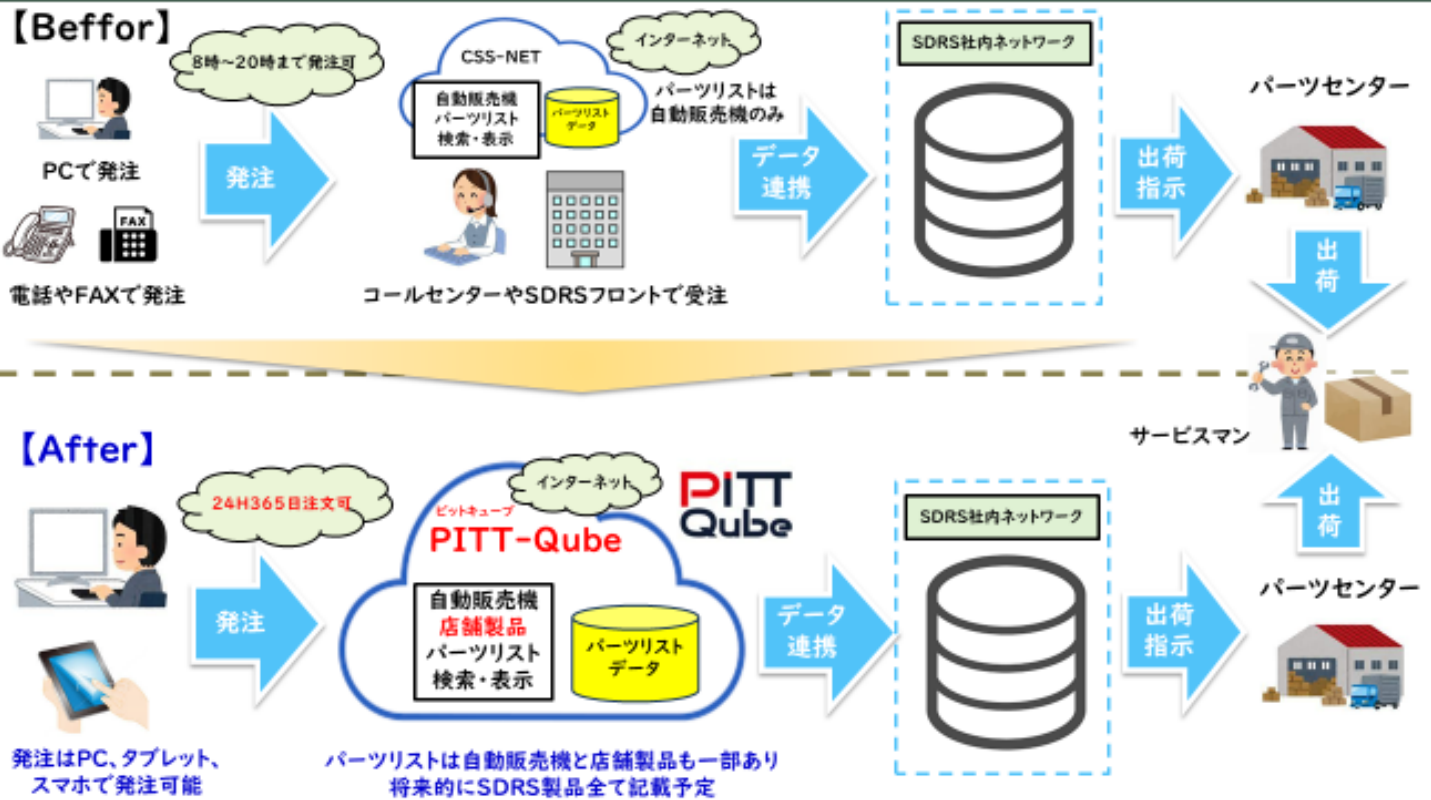 【Beffor】
8時～20時まで発注可
PCで発注
FAX
電話やFAXで発注
発注
CSS-NET
インターネット
自動販売機
パーツリスト
検索・表示
パーツリスト
データ
パーツリストは
自動販売機のみ
コールセンターやSDRSフロントで受注
データ
連携
SDRS社内ネットワーク
出荷
指示
パーツセンター
出
荷
サービスマン
【After】
24H365日注文可
発注
発注はPC、タブレット、
スマホで発注可能
インターネット
ピットキューブ
PITT-Qube
PITT
Qube
自動販売機
店舗製品
パーツリスト
検索・表示
パーツリスト
データ
パーツリストは自動販売機と店舗製品も一部あり
将来的にSDRS製品全て記載予定
データ
連携
SDRS社内ネットワーク
出荷
指示
出
荷
パーツセンター